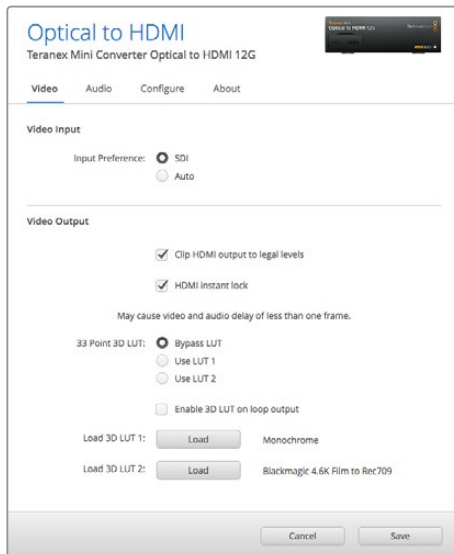 Optical to HDMI
Teranex Mini Converter Optical to HDMI 12G
Video Audio Configure About
Video Input
Input Preference: SDI
Auto
Video Output
Clip HDMI output to legal levels
HDMI instant lock
May cause video and audio delay of less than one frame.
33 Point 3D LUT: Bypass LUT
Use LUT 1
Use LUT 2
Enable 3D LUT on loop output
Load 3D LUT 1: Load Monochrome
Load 3D LUT 2: Load Blackmagic 4.6K Film to Rec709
Cancel Save